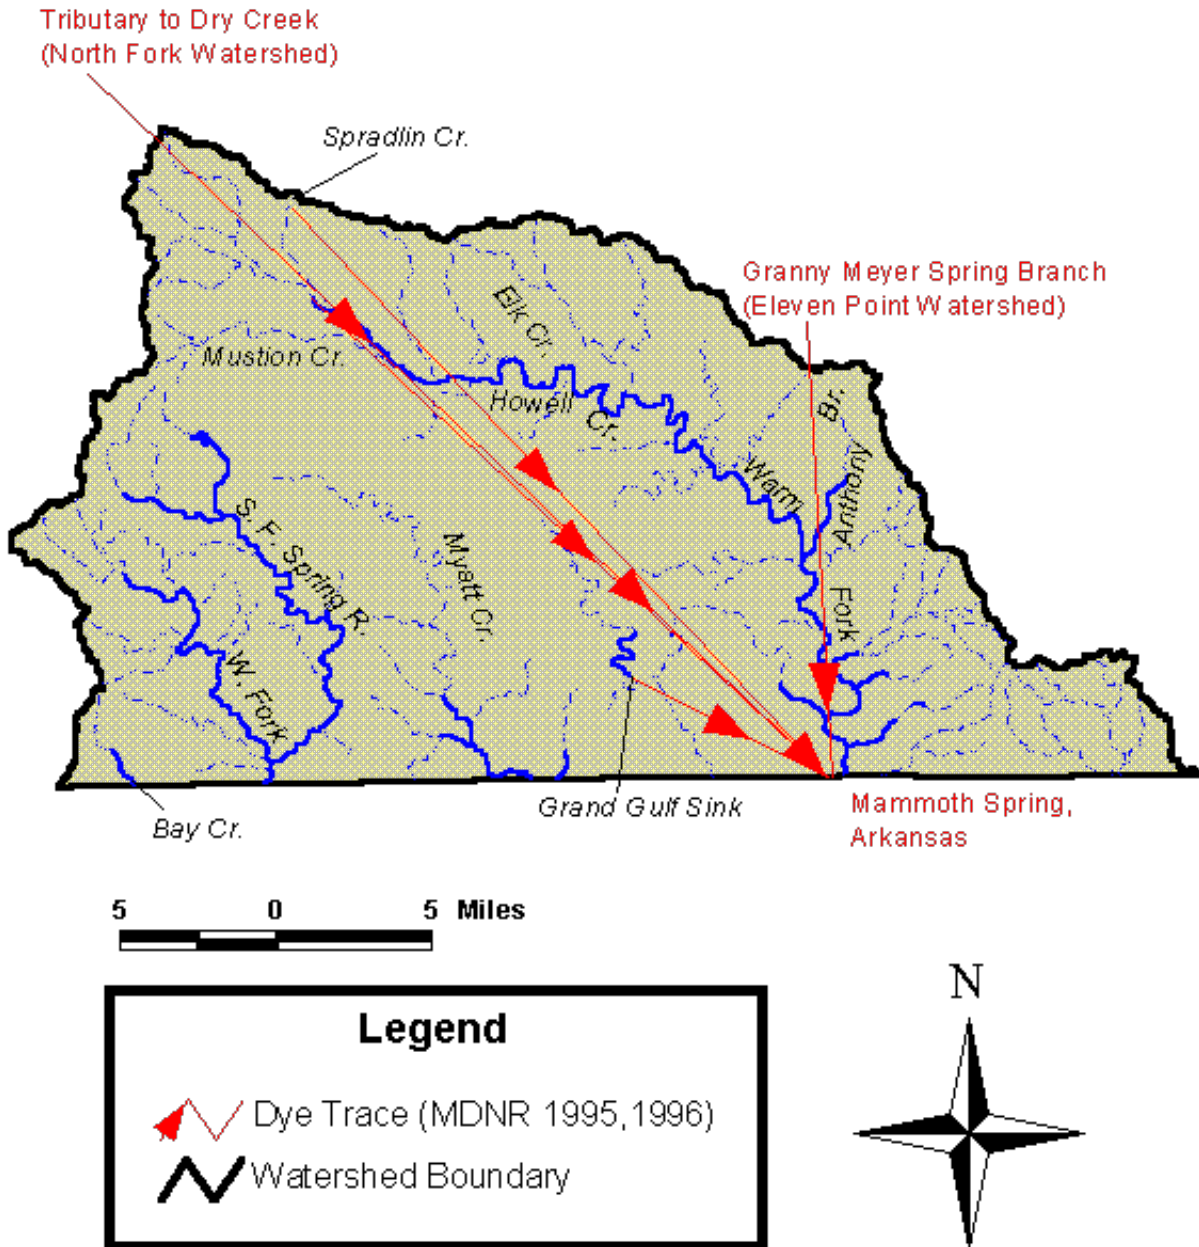 Tributary to Dry Creek
(North Fork Watershed)
Spradlin Cr.
Granny Meyer Spring Branch
(Eleven Point Watershed)
Elk Cr.
Mustion Cr.
Howell Cr.
Anthony Br.
Warm Fork
S. F. Spring R.
Myatt Cr.
W. Fork
Bay Cr.
Grand Gulf Sink
Mammoth Spring,
Arkansas
5 0 5 Miles
N
Legend
Dye Trace (MDNR 1995,1996)
Watershed Boundary